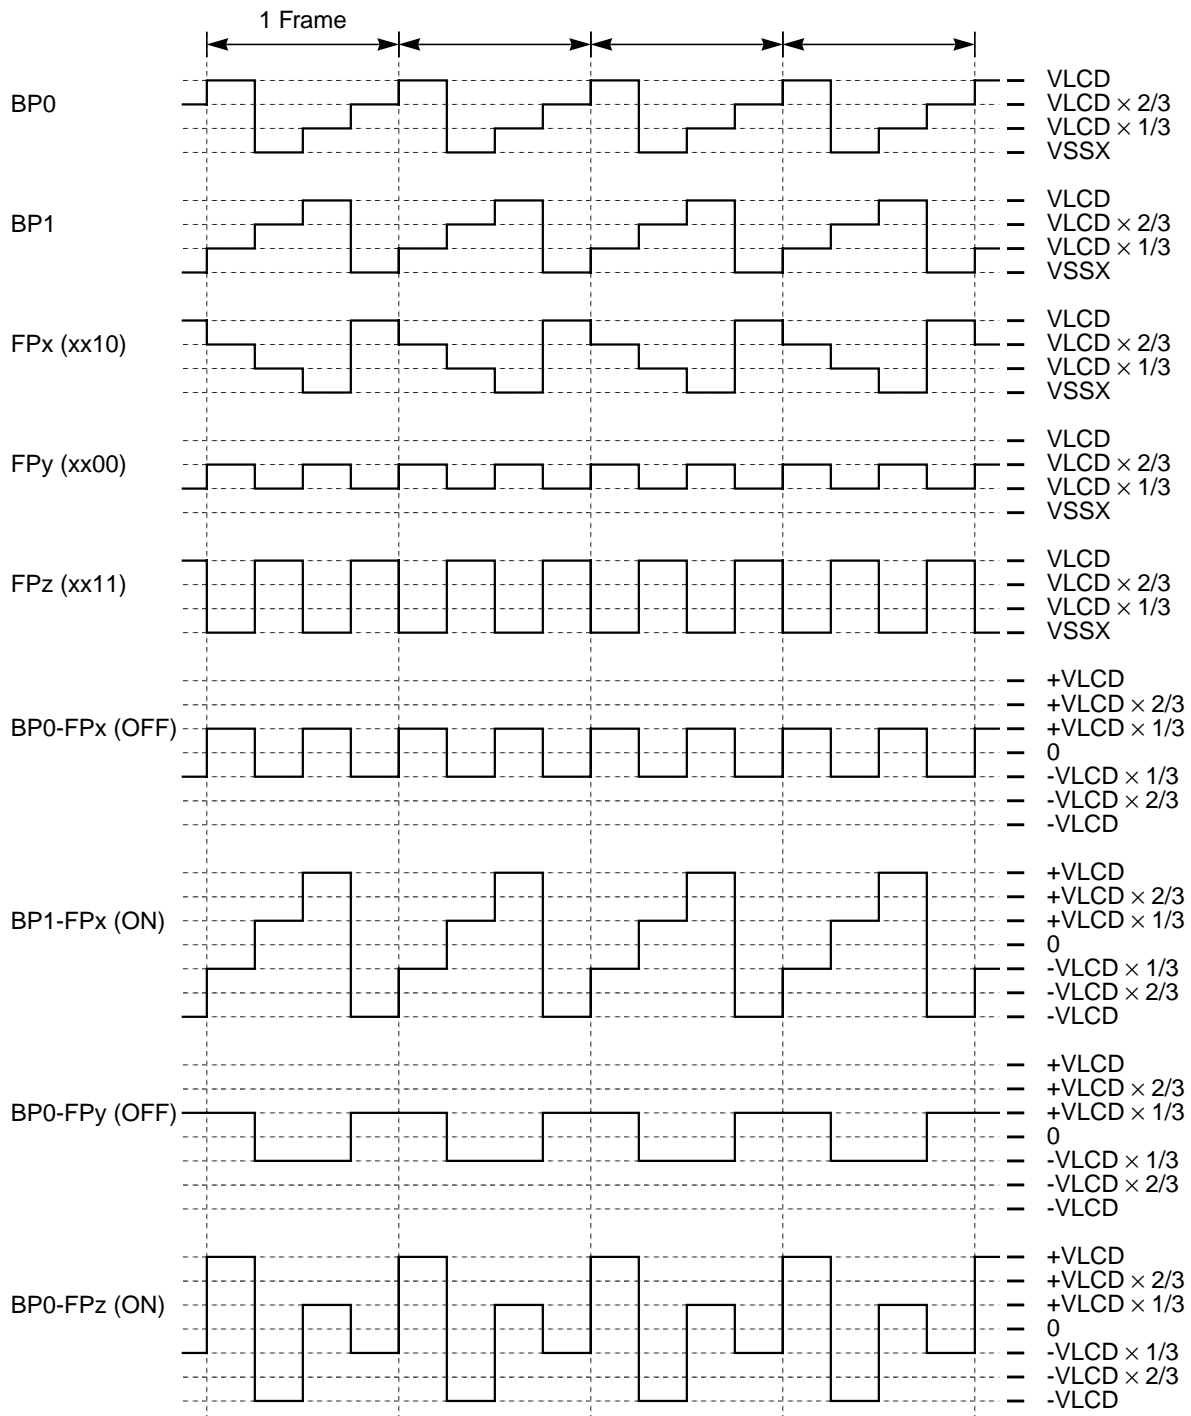 1 Frame
BP0
VLCD
VLCD × 2/3
VLCD × 1/3
VSSX
BP1
VLCD
VLCD × 2/3
VLCD × 1/3
VSSX
FPx (xx10)
VLCD
VLCD × 2/3
VLCD × 1/3
VSSX
FPy (xx00)
VLCD
VLCD × 2/3
VLCD × 1/3
VSSX
FPz (xx11)
VLCD
VLCD × 2/3
VLCD × 1/3
VSSX
BP0-FPx (OFF)
+VLCD
+VLCD × 2/3
+VLCD × 1/3
0
-VLCD × 1/3
-VLCD × 2/3
-VLCD
BP1-FPx (ON)
+VLCD
+VLCD × 2/3
+VLCD × 1/3
0
-VLCD × 1/3
-VLCD × 2/3
-VLCD
BP0-FPy (OFF)
+VLCD
+VLCD × 2/3
+VLCD × 1/3
0
-VLCD × 1/3
-VLCD × 2/3
-VLCD
BP0-FPz (ON)
+VLCD
+VLCD × 2/3
+VLCD × 1/3
0
-VLCD × 1/3
-VLCD × 2/3
-VLCD